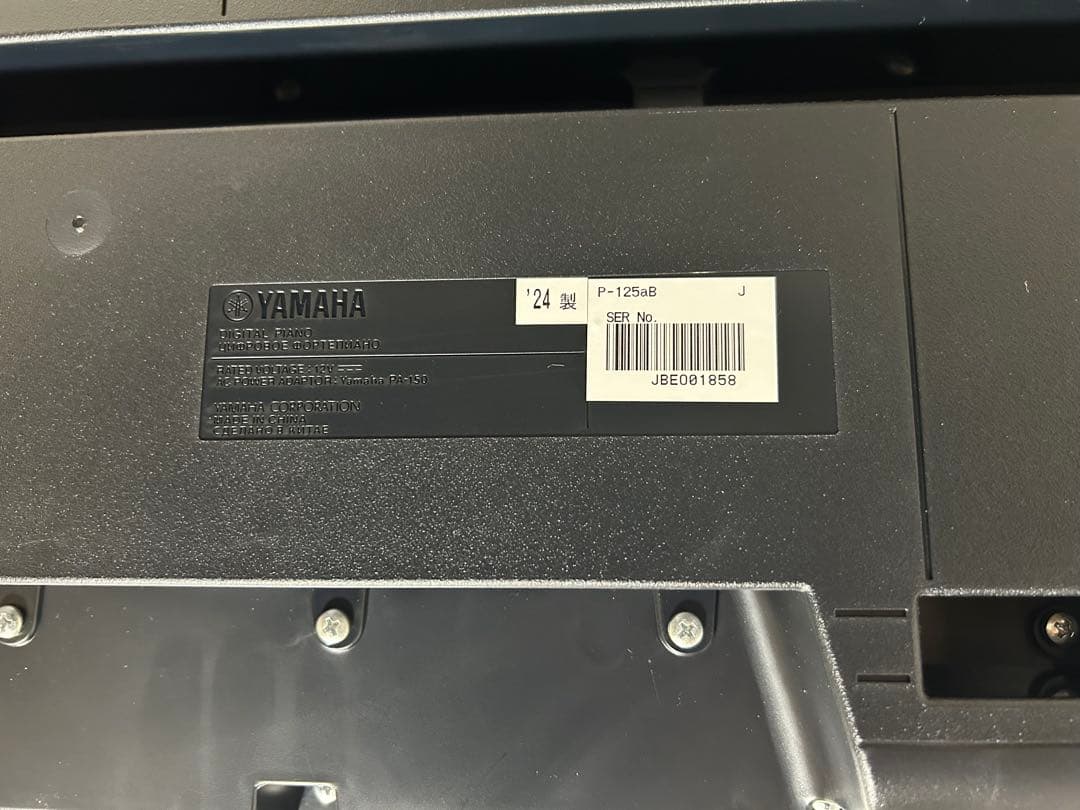 YAMAHA
DIGITAL PIANO
ЦИФРОВОЕ ФОРТЕПИАНО
RATED VOLTAGE: 12V
AC POWER ADAPTOR: Yamaha PA-150
YAMAHA CORPORATION
MADE IN CHINA
СДЕЛАНО В КИТАЕ
'24 製
P-125aB J
SER No.
JBEO01858